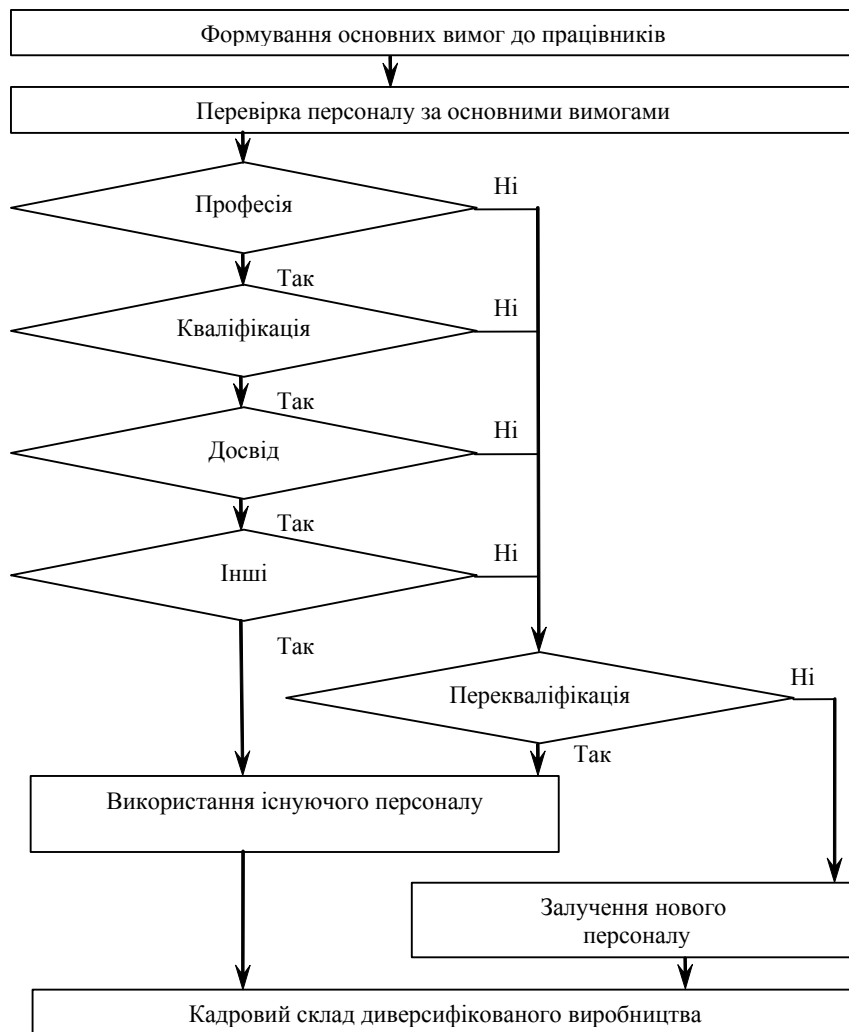 Формування основних вимог до працівників
Перевірка персоналу за основними вимогами
Ні
Професія
Так
Ні
Кваліфікація
Так
Ні
Досвід
Так
Ні
Інші
Так
Ні
Перекваліфікація
Так
Використання існуючого персоналу
Залучення нового
персоналу
Кадровий склад диверсифікованого виробництва